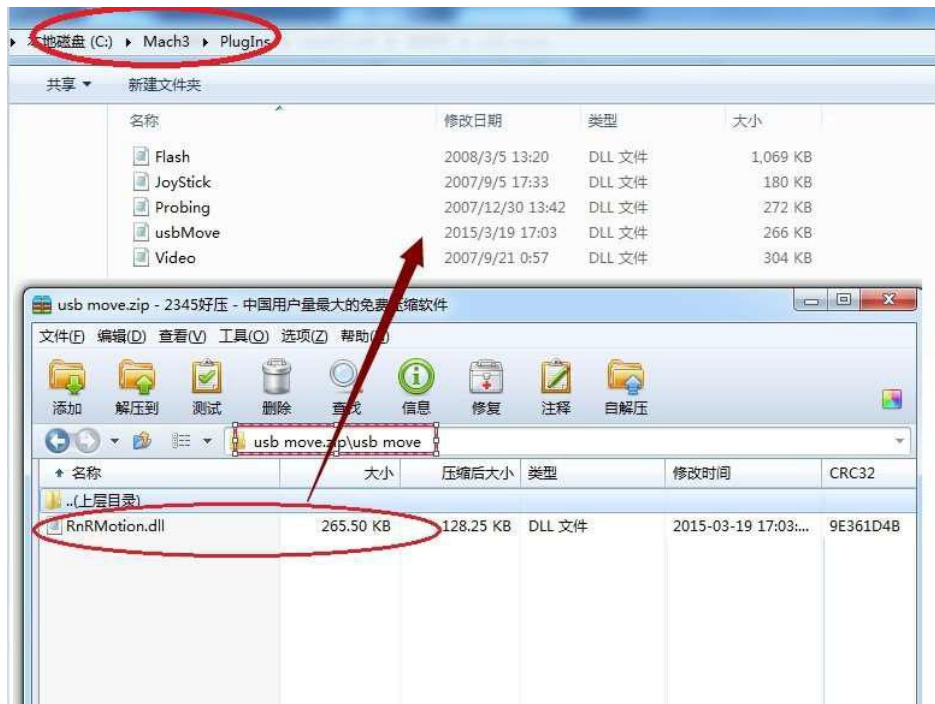 本地磁盘 (C:) ▸ Mach3 ▸ PlugIns
共享 新建文件夹
名称 修改日期 类型 大小
Flash 2008/3/5 13:20 DLL 文件 1,069 KB
JoyStick 2007/9/5 17:33 DLL 文件 180 KB
Probing 2007/12/30 13:42 DLL 文件 272 KB
usbMove 2015/3/19 17:03 DLL 文件 266 KB
Video 2007/9/21 0:57 DLL 文件 304 KB
usb move.zip - 2345好压 - 中国用户量最大的免费压缩软件
文件(F) 编辑(D) 查看(V) 工具(O) 选项(Z) 帮助
添加 解压到 测试 删除 查找 信息 修复 注释 自解压
usb move.zip\usb move
名称 大小 压缩后大小 类型 修改时间 CRC32
..(上层目录)
RnRMotion.dll 265.50 KB 128.25 KB DLL 文件 2015-03-19 17:03:... 9E361D4B